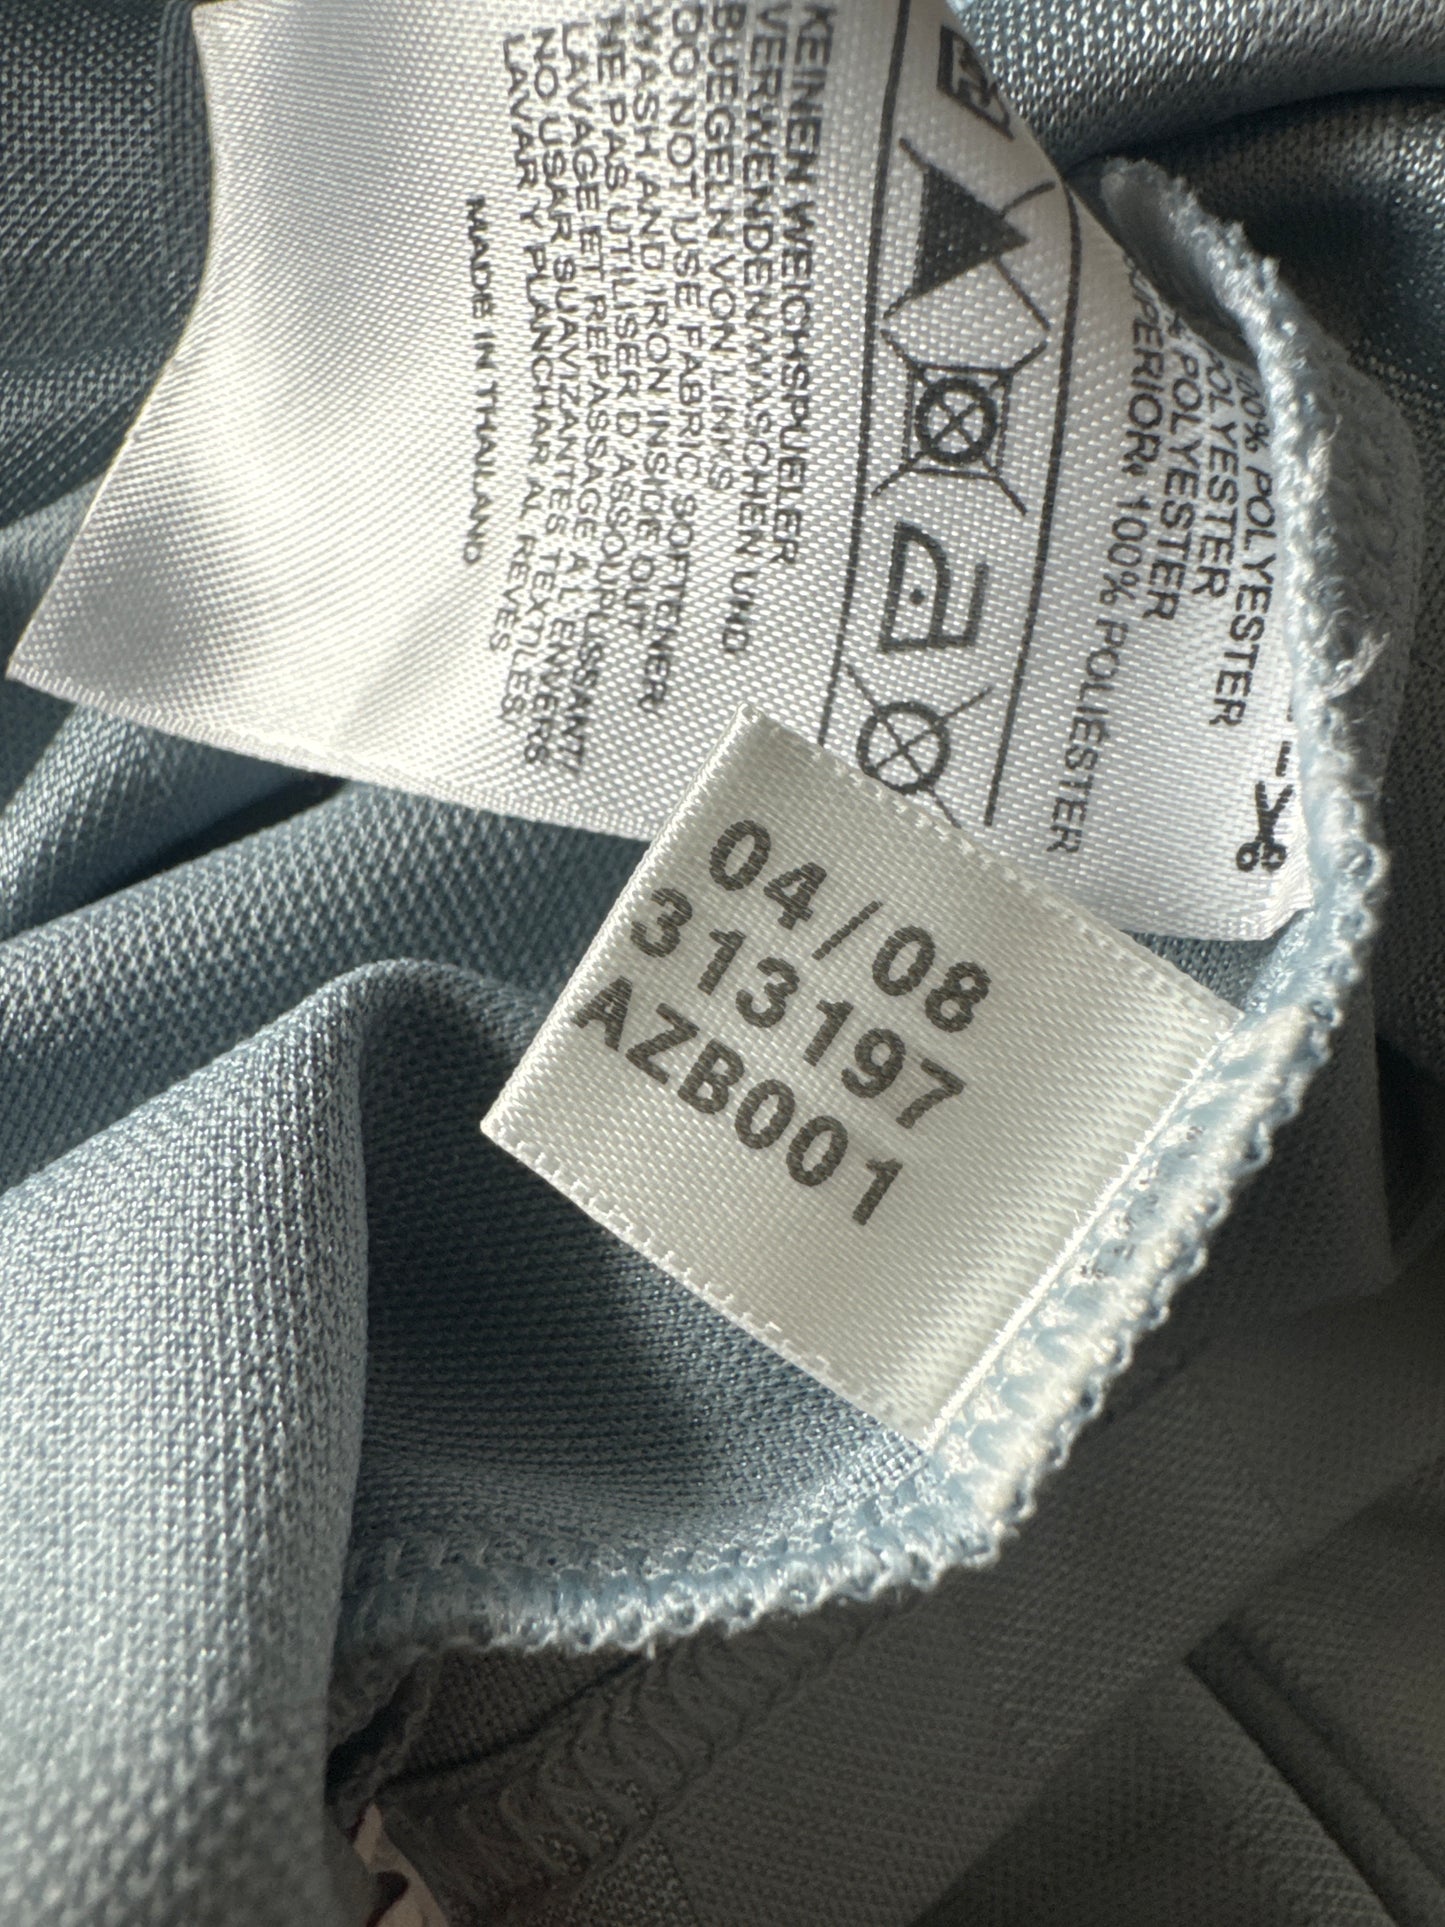 100% POLYESTER
POLYESTER
POLYESTER
SUPERIOR: 100% POLIÉSTER
KEINEN WEICHSPUELER
VERWENDEN.WASCHEN UND
BUEGELN VON LINKS
DO NOT USE FABRIC SOFTENER
WASH AND IRON INSIDE OUT
NE PAS UTILISER D'ASSOUPLISSANT
LAVAGE ET REPASSAGE A L'ENVERS
NO USAR SUAVIZANTES TEXTILES,
LAVAR Y PLANCHAR AL REVES
MADE IN THAILAND
04/08
313197
AZB001